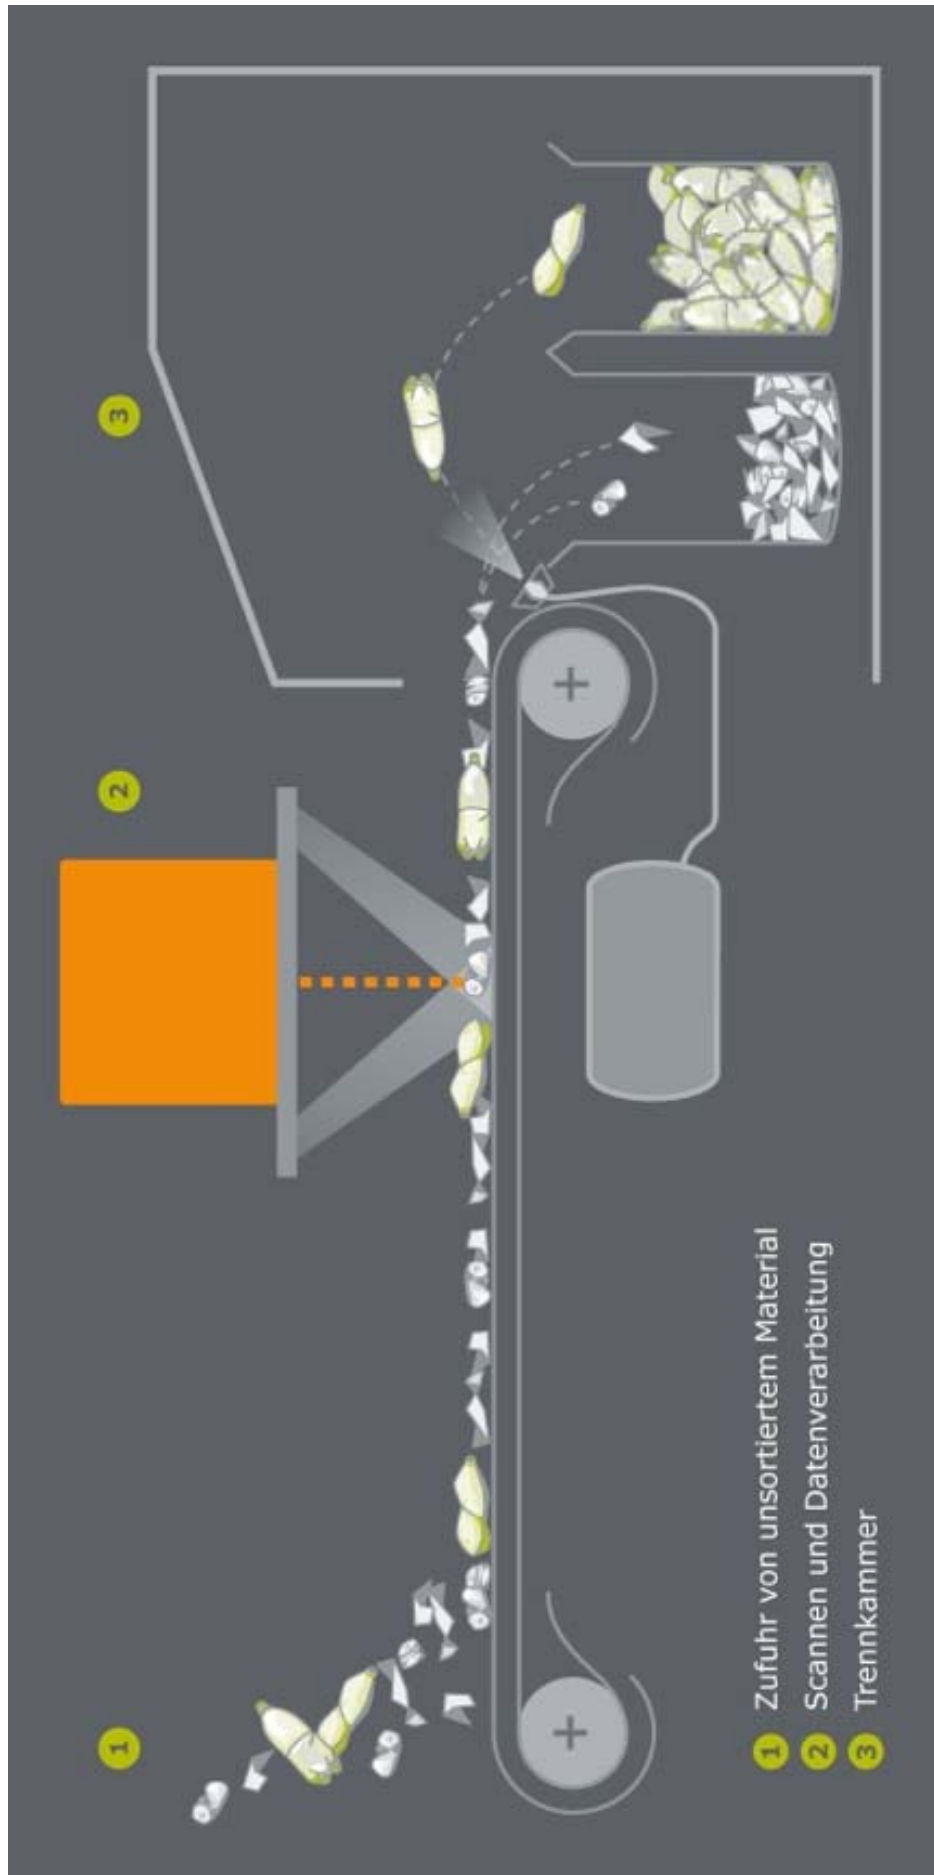 1
2
3
1 Zufuhr von unsortiertem Material
2 Scannen und Datenverarbeitung
3 Trennkammer